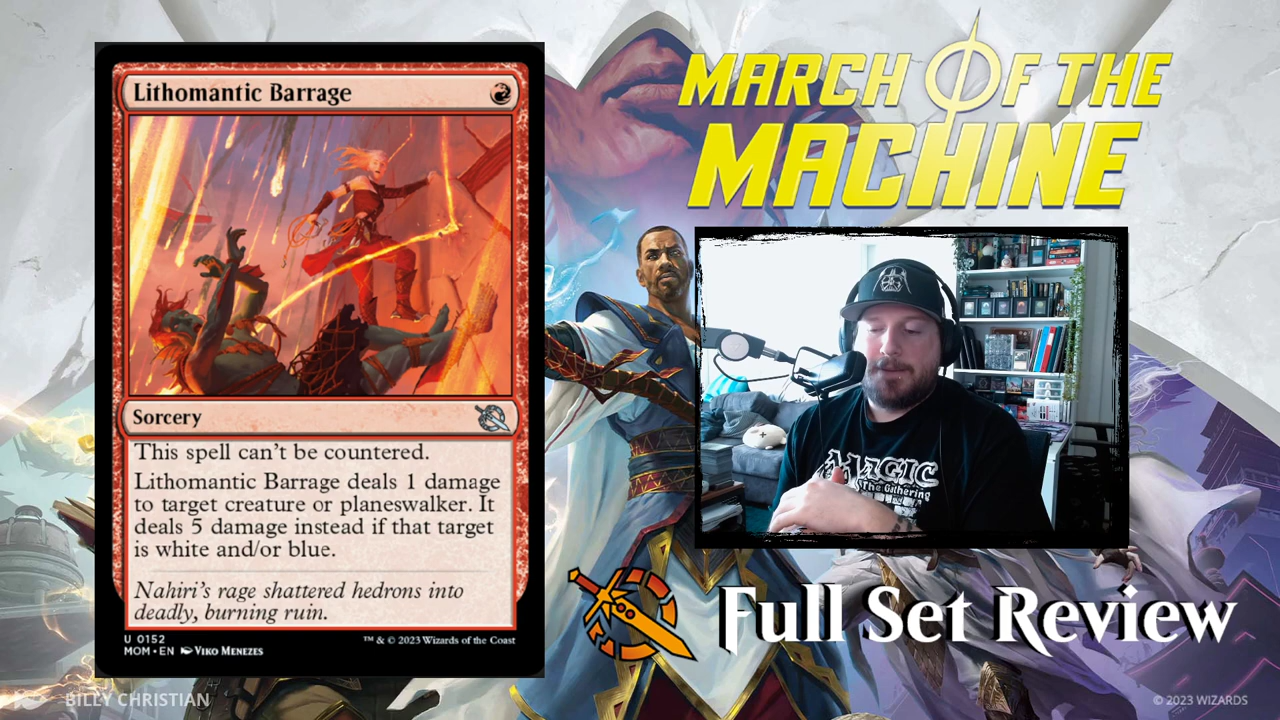 Lithomantic Barrage
Sorcery
This spell can't be countered.
Lithomantic Barrage deals 1 damage
to target creature or planeswalker. It
deals 5 damage instead if that target
is white and/or blue.
Nahiri's rage shattered hedrons into
deadly, burning ruin.
U 0152
MOM • EN Viko Menezes
™ & © 2023 Wizards of the Coast
BILLY CHRISTIAN
MARCH OF THE
MACHINE
MAGIC
The Gathering
Full Set Review
© 2023 WIZARDS